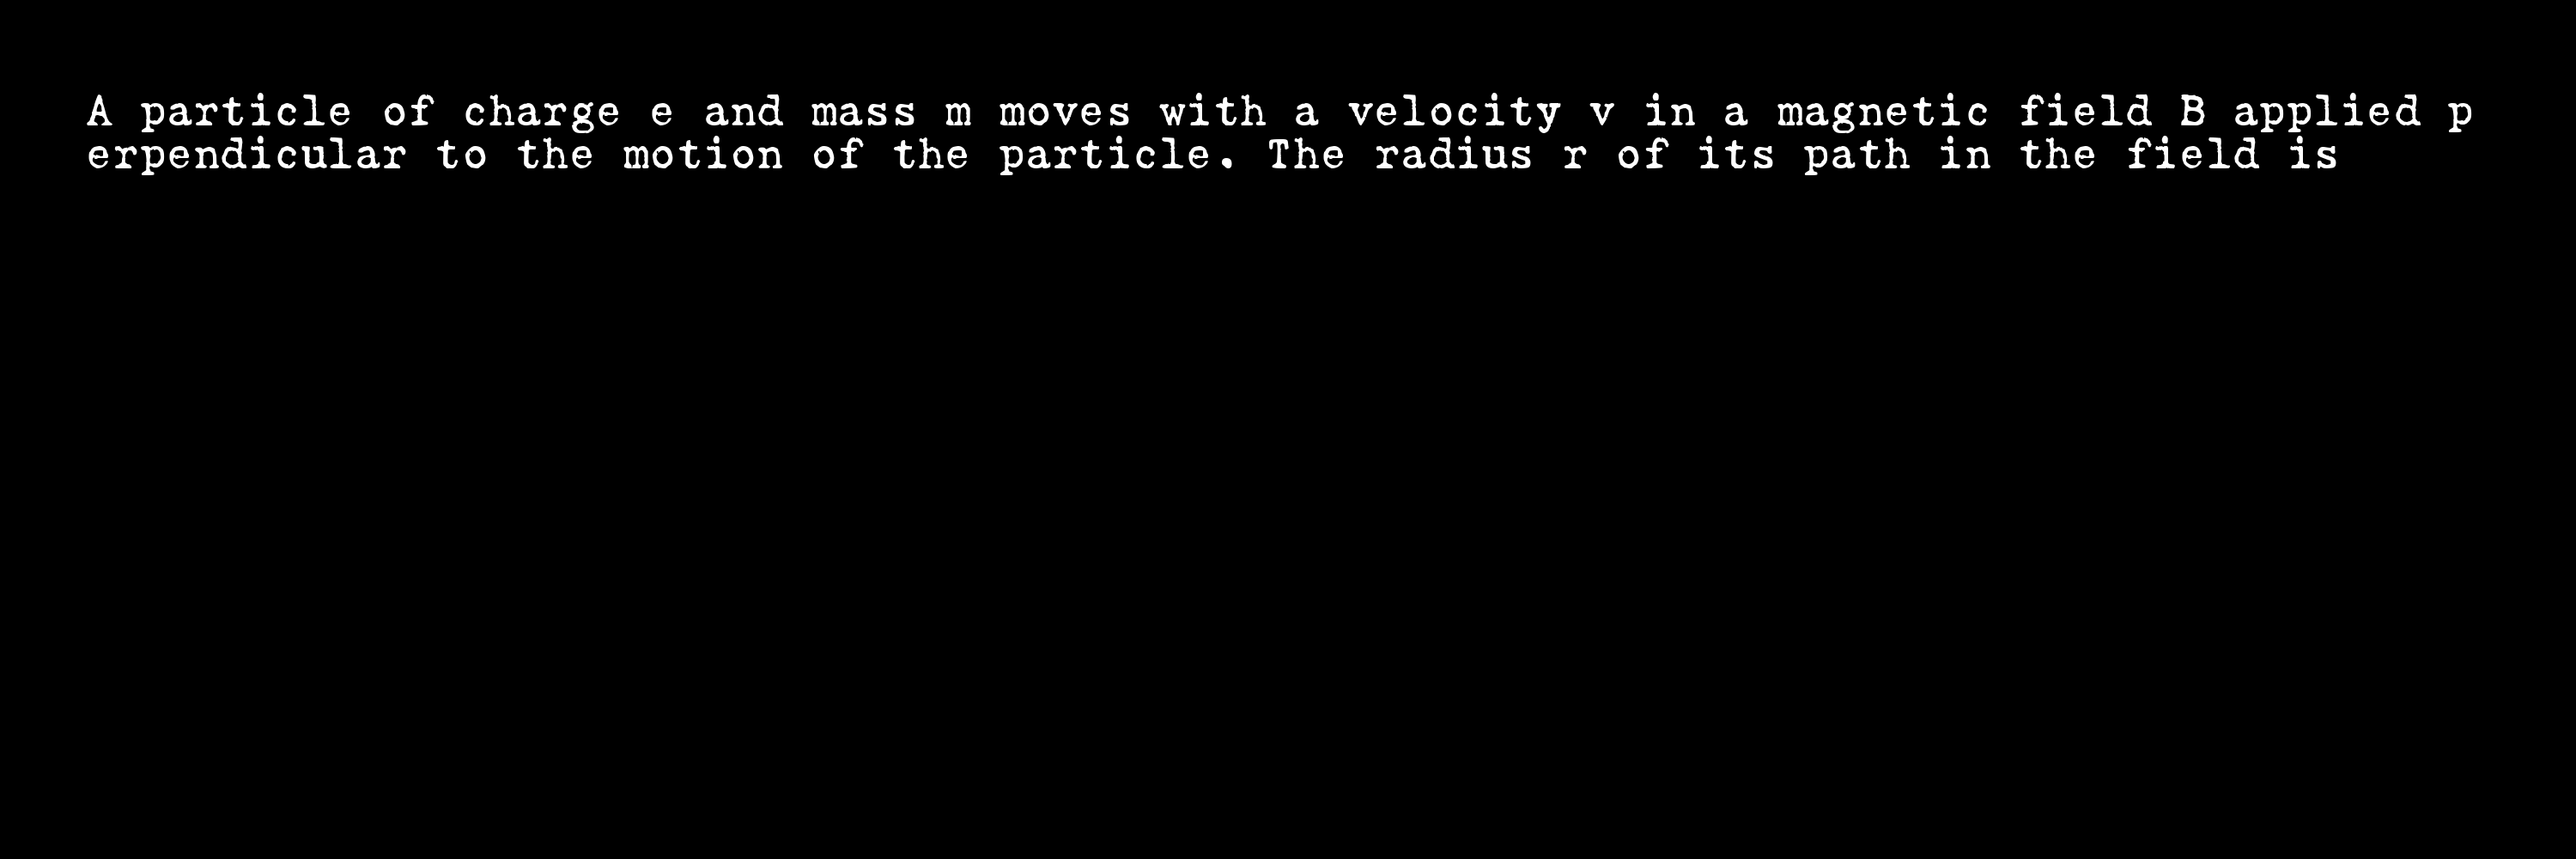 A particle of charge e and mass m moves with a velocity v in a magnetic field B applied p
erpendicular to the motion of the particle. The radius r of its path in the field is